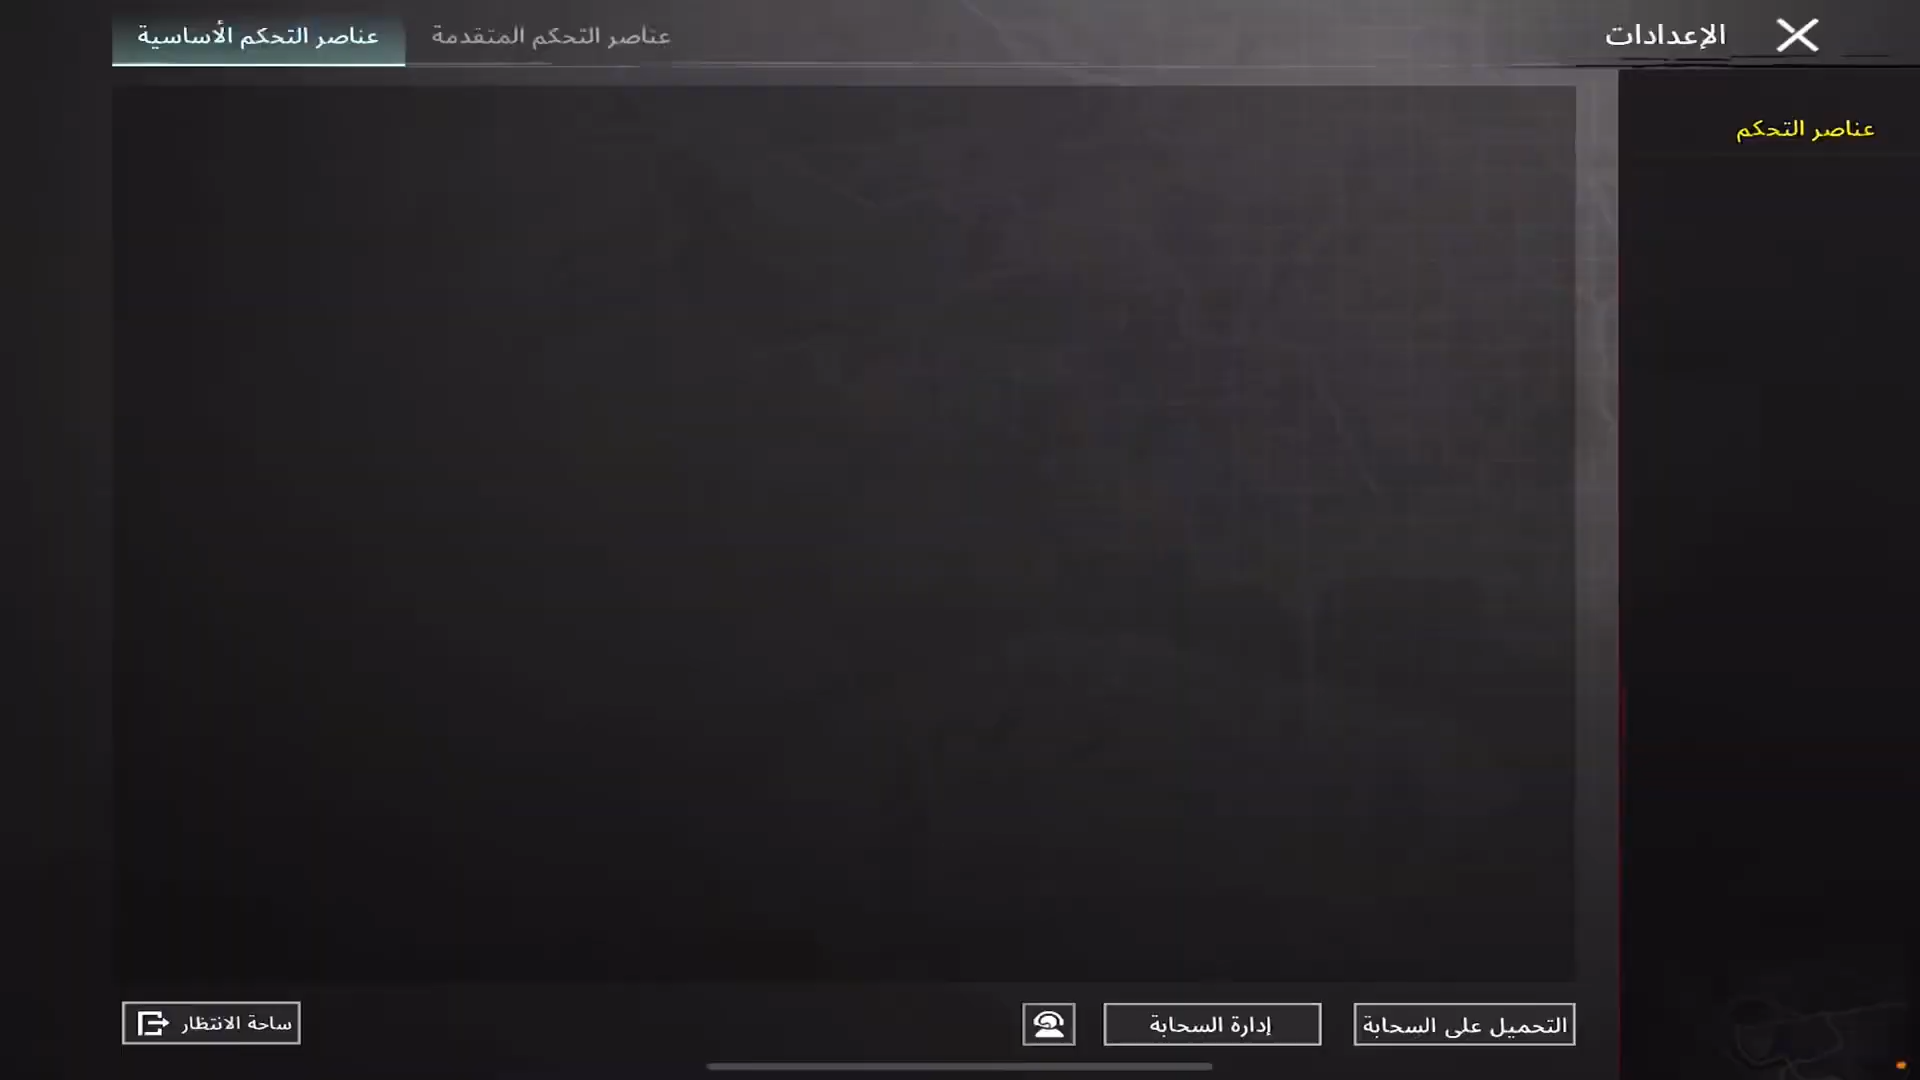 الإعدادات
عناصر التحكم المتقدمة
عناصر التحكم الأساسية
عناصر التحكم
التحميل على السحابة
إدارة السحابة
ساحة الانتظار